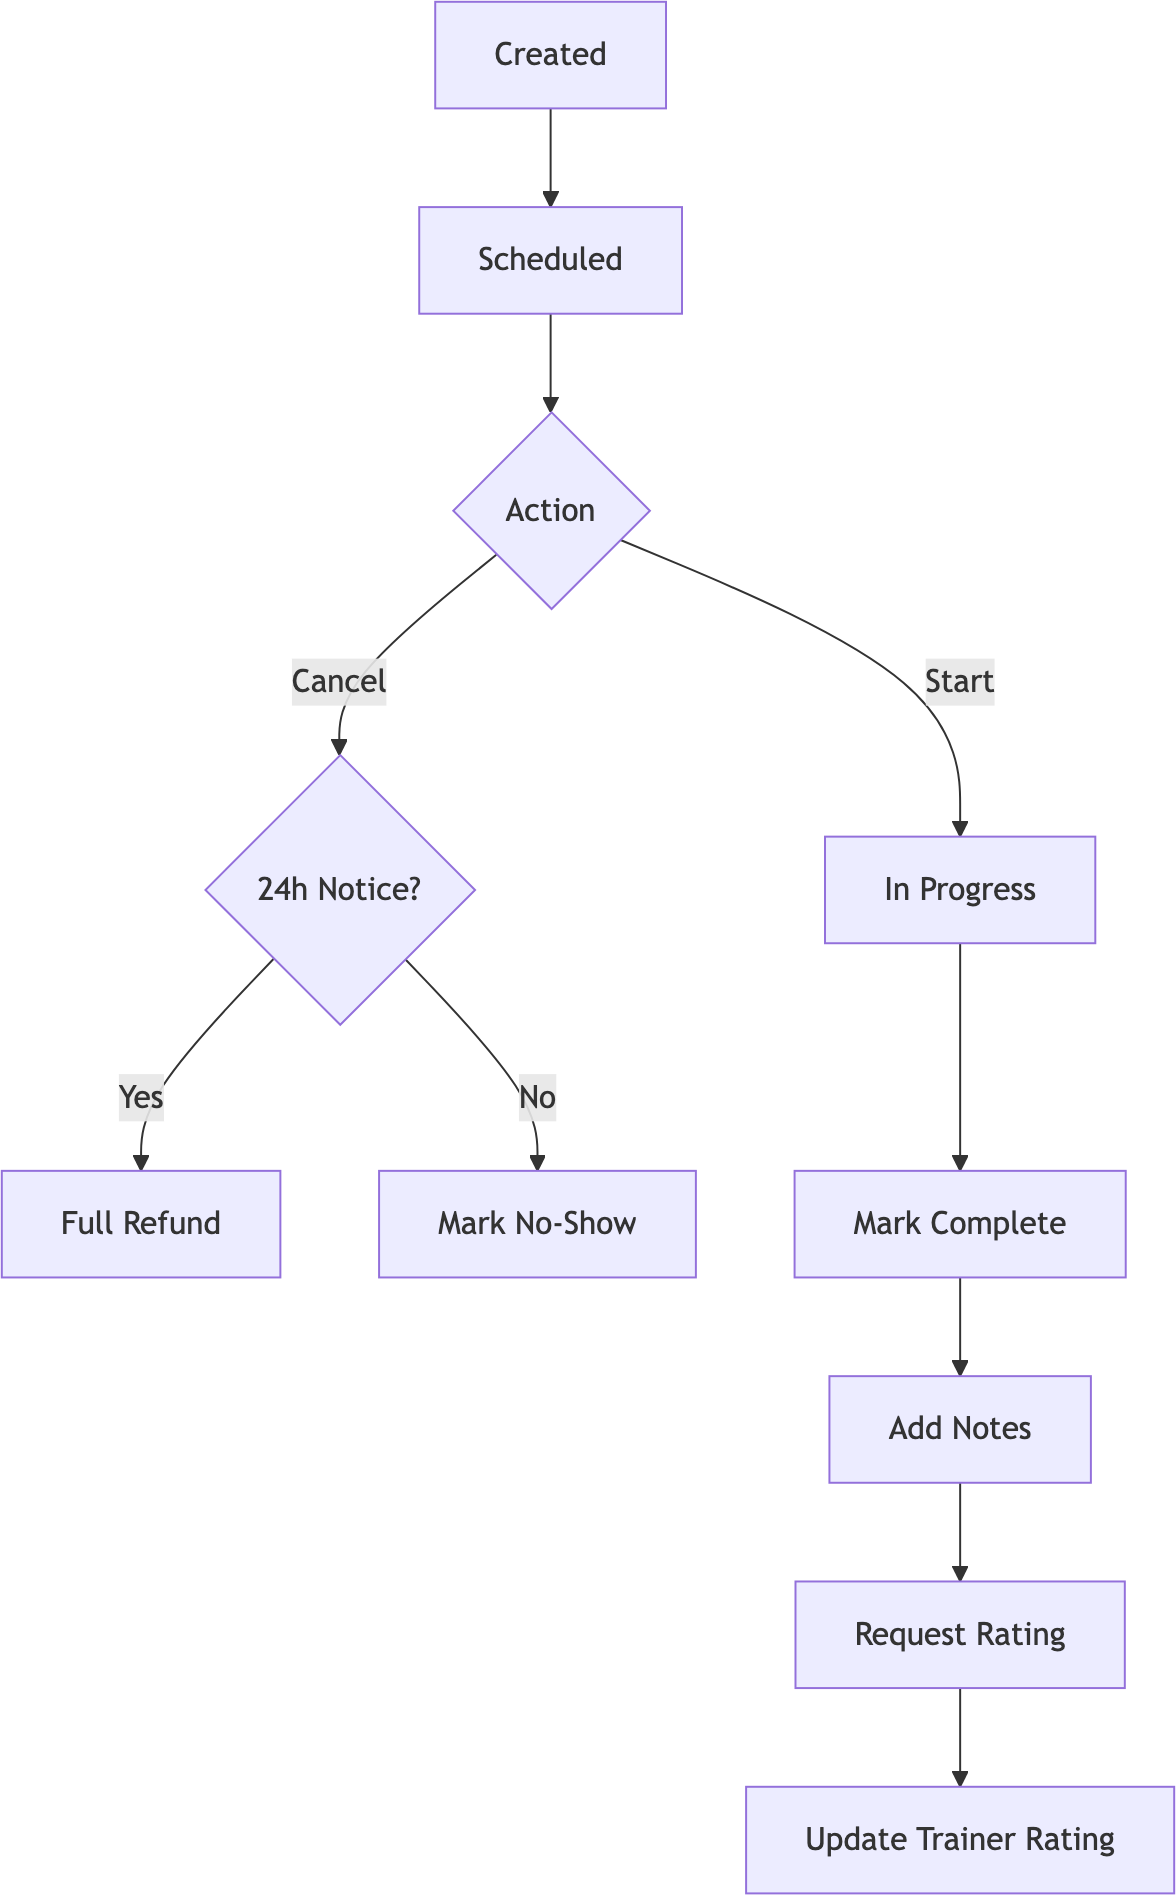 Created
Scheduled
Action
Cancel
Start
24h Notice?
In Progress
Yes
No
Full Refund
Mark No-Show
Mark Complete
Add Notes
Request Rating
Update Trainer Rating